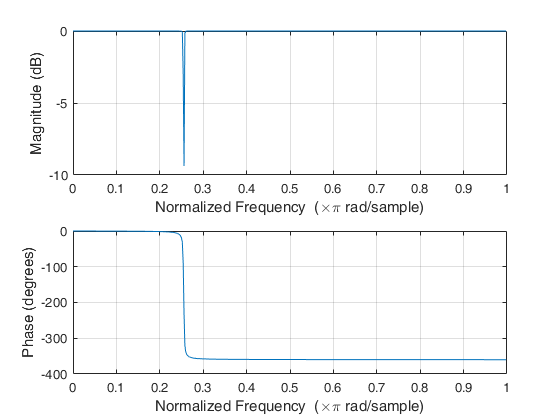 0
-5
-10
Magnitude (dB)
0 0.1 0.2 0.3 0.4 0.5 0.6 0.7 0.8 0.9 1
Normalized Frequency (×π rad/sample)
0
-100
-200
-300
-400
Phase (degrees)
0 0.1 0.2 0.3 0.4 0.5 0.6 0.7 0.8 0.9 1
Normalized Frequency (×π rad/sample)